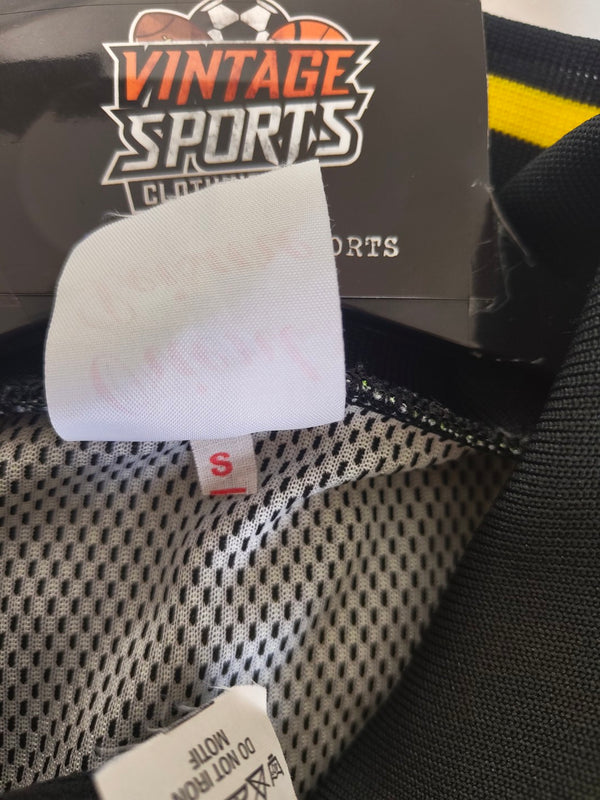 VINTAGE
SPORTS
ORTS
S
DO NOT IRON
MOTIF